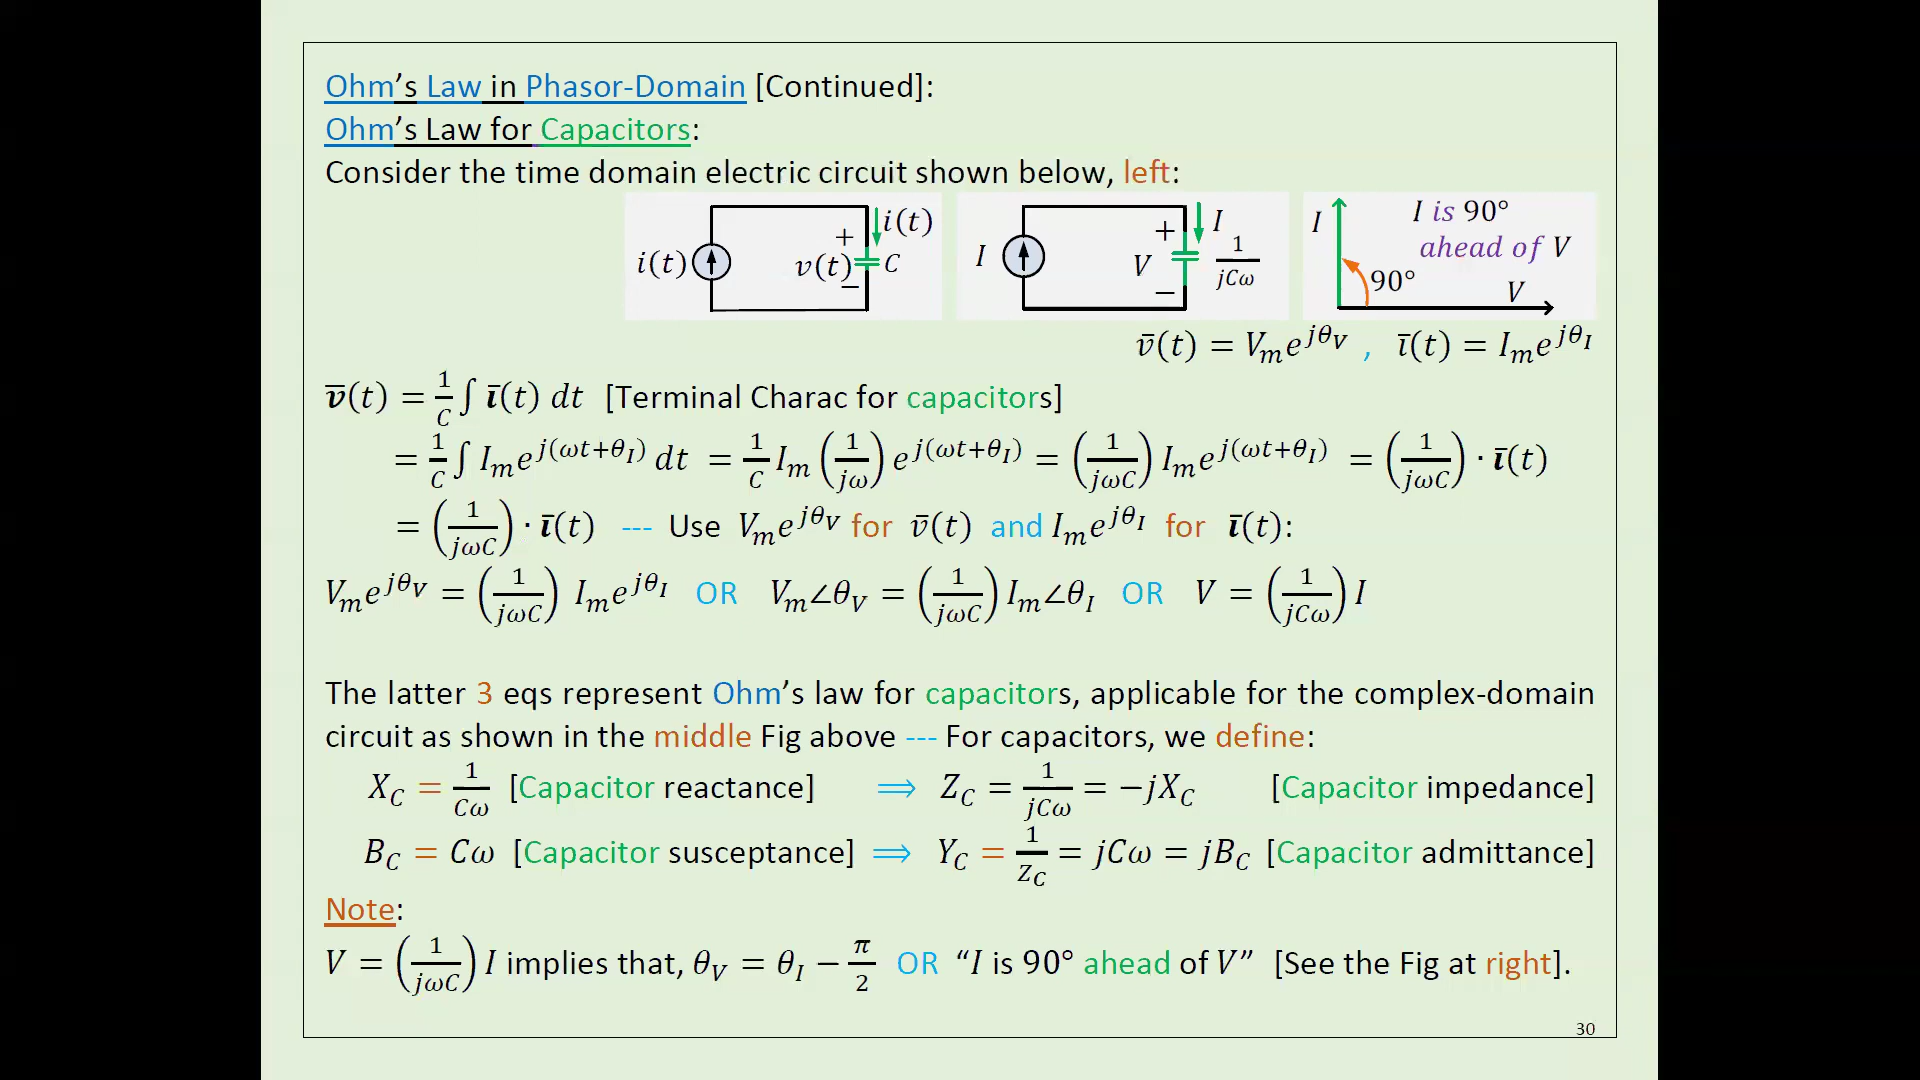 Ohm's Law in Phasor-Domain [Continued]:
Ohm's Law for Capacitors:
Consider the time domain electric circuit shown below, left:
i(t) + v(t) − i(t) C
I + V − I 1/(jCω)
I I is 90°
ahead of V
90° V
v̄(t) = V_m e^{jθ_V} , ī(t) = I_m e^{jθ_I}
v̄(t) = 1/C ∫ ī(t) dt [Terminal Charac for capacitors]
= 1/C ∫ I_m e^{j(ωt+θ_I)} dt = 1/C I_m (1/(jω)) e^{j(ωt+θ_I)} = (1/(jωC)) I_m e^{j(ωt+θ_I)} = (1/(jωC)) · ī(t)
= (1/(jωC)) · ī(t) --- Use V_m e^{jθ_V} for v̄(t) and I_m e^{jθ_I} for ī(t):
V_m e^{jθ_V} = (1/(jωC)) I_m e^{jθ_I} OR V_m∠θ_V = (1/(jωC)) I_m∠θ_I OR V = (1/(jCω)) I
The latter 3 eqs represent Ohm's law for capacitors, applicable for the complex-domain
circuit as shown in the middle Fig above --- For capacitors, we define:
X_C = 1/(Cω) [Capacitor reactance] ⟹ Z_C = 1/(jCω) = −jX_C [Capacitor impedance]
B_C = Cω [Capacitor susceptance] ⟹ Y_C = 1/Z_C = jCω = jB_C [Capacitor admittance]
Note:
V = (1/(jωC)) I implies that, θ_V = θ_I − π/2 OR “I is 90° ahead of V” [See the Fig at right].
30